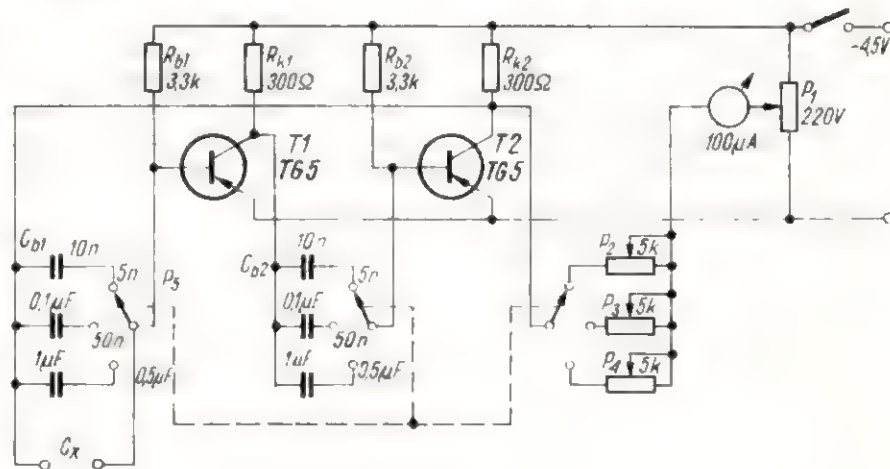 Rb1
3,3k
Rk1
300Ω
Rb2
3,3k
Rk2
300Ω
-4,5V
P1
220V
100µA
T1
TG5
T2
TG5
Cb1
10n
5n
P5
0,1µF
50n
1µF
0,5µF
Cx
Cb2
10n
5n
0,1µF
50n
1µF
0,5µF
P2
5k
P3
5k
P4
5k